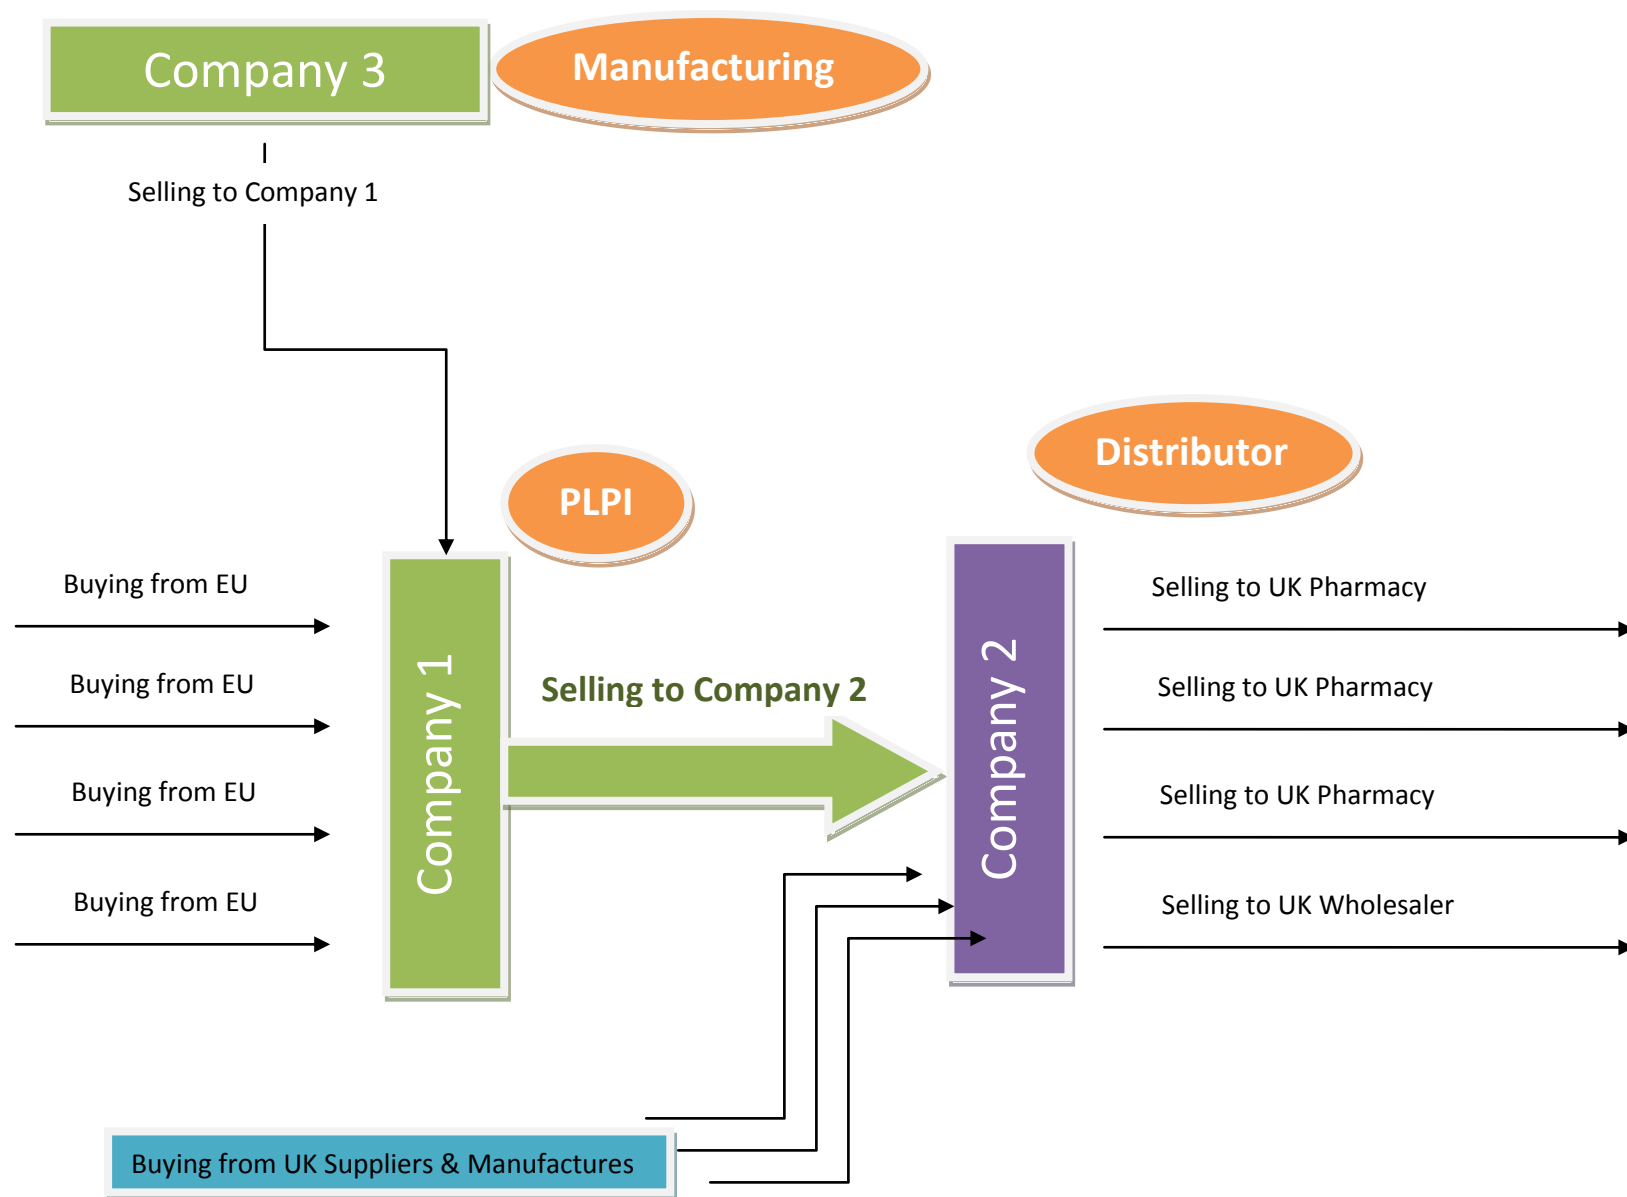 Company 3
Manufacturing
Selling to Company 1
Distributor
PLPI
Buying from EU
Selling to UK Pharmacy
Buying from EU
Selling to Company 2
Selling to UK Pharmacy
Company 1
Company 2
Buying from EU
Selling to UK Pharmacy
Buying from EU
Selling to UK Wholesaler
Buying from UK Suppliers & Manufactures